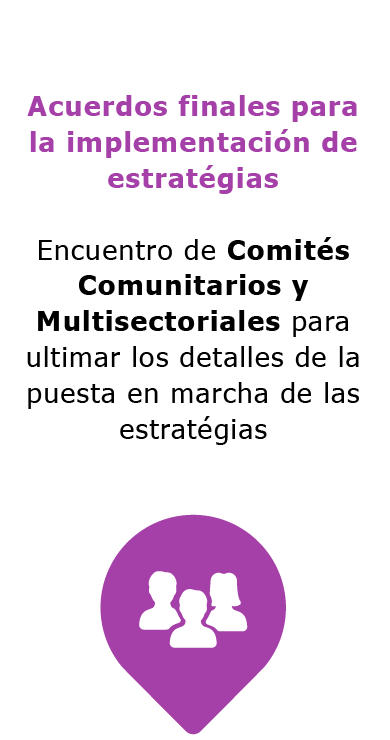 Acuerdos finales para
la implementación de
estratégias
Encuentro de Comités
Comunitarios y
Multisectoriales para
ultimar los detalles de la
puesta en marcha de las
estratégias